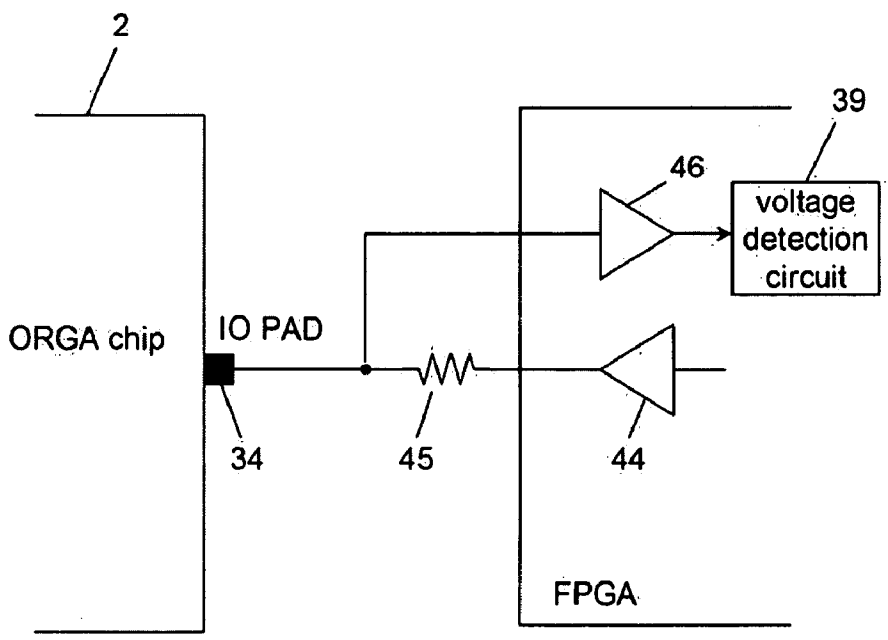 2
39
46
voltage
detection
circuit
ORGA chip
IO PAD
34
45
44
FPGA